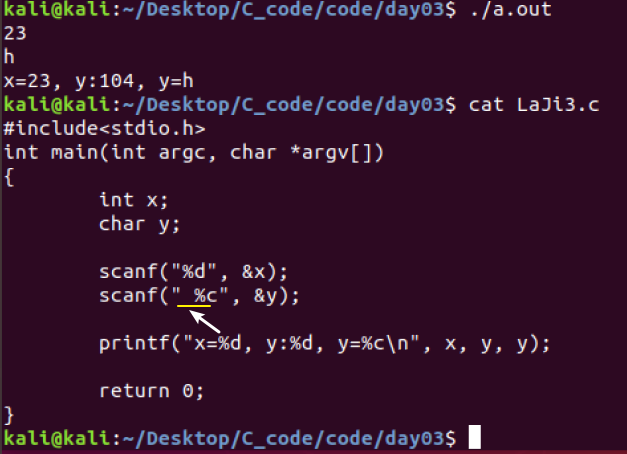 kali@kali:~/Desktop/C_code/code/day03$ ./a.out
23
h
x=23, y:104, y=h
kali@kali:~/Desktop/C_code/code/day03$ cat LaJi3.c
#include<stdio.h>
int main(int argc, char *argv[])
{
        int x;
        char y;

        scanf("%d", &x);
        scanf(" %c", &y);

        printf("x=%d, y:%d, y=%c\n", x, y, y);

        return 0;
}
kali@kali:~/Desktop/C_code/code/day03$